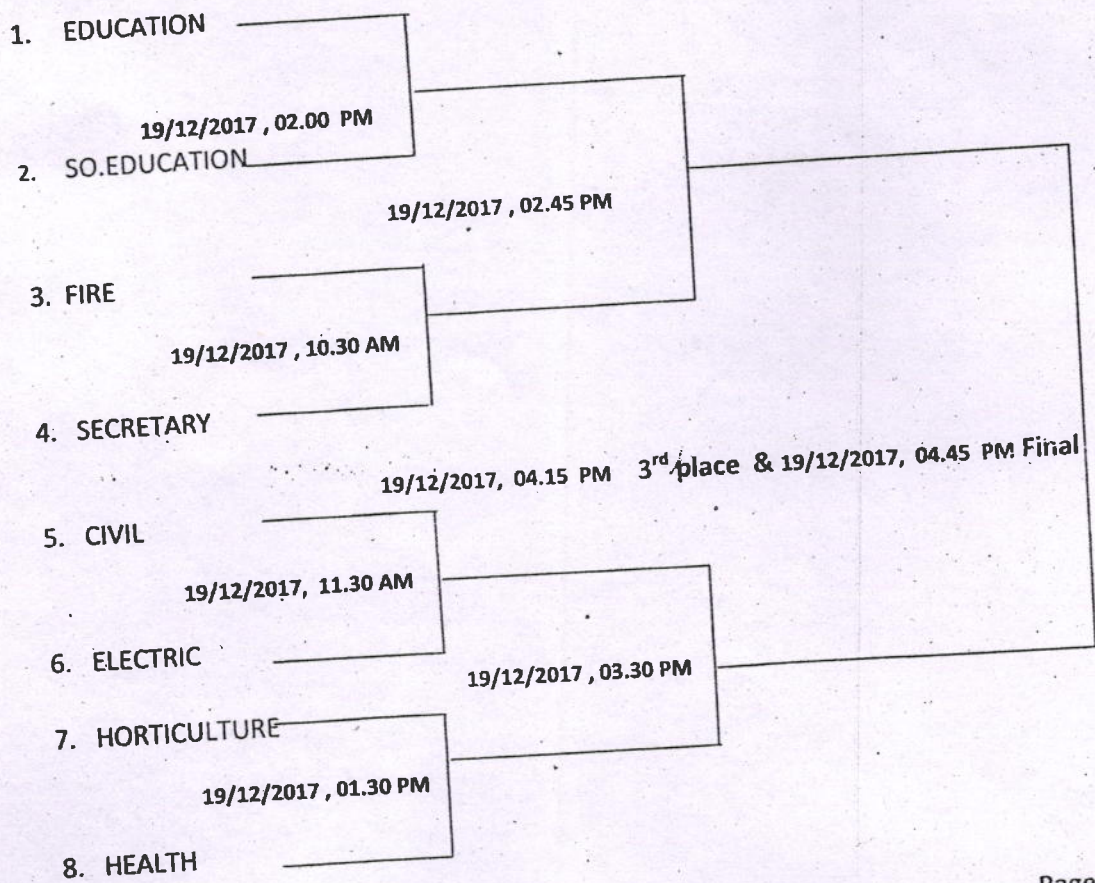 1. EDUCATION
19/12/2017 , 02.00 PM
2. SO.EDUCATION
19/12/2017 , 02.45 PM
3. FIRE
19/12/2017 , 10.30 AM
4. SECRETARY
19/12/2017, 04.15 PM 3rd place & 19/12/2017, 04.45 PM Final
5. CIVIL
19/12/2017, 11.30 AM
6. ELECTRIC
19/12/2017 , 03.30 PM
7. HORTICULTURE
19/12/2017 , 01.30 PM
8. HEALTH
Page